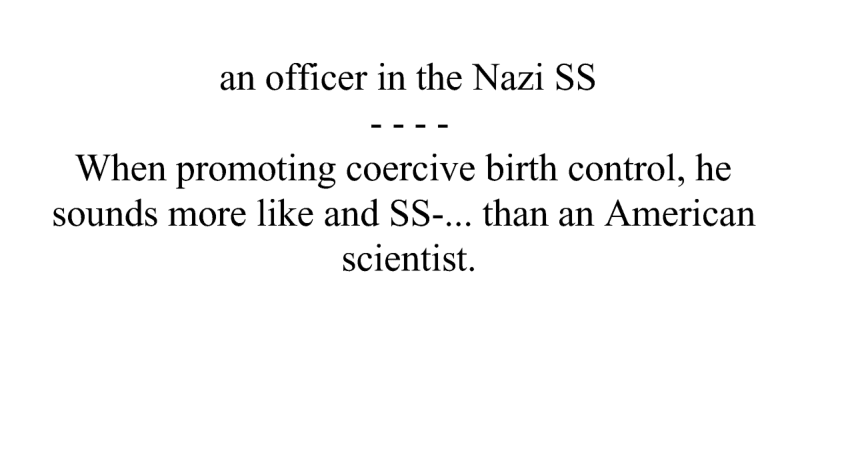 an officer in the Nazi SS
- - - -
When promoting coercive birth control, he
sounds more like and SS-... than an American
scientist.